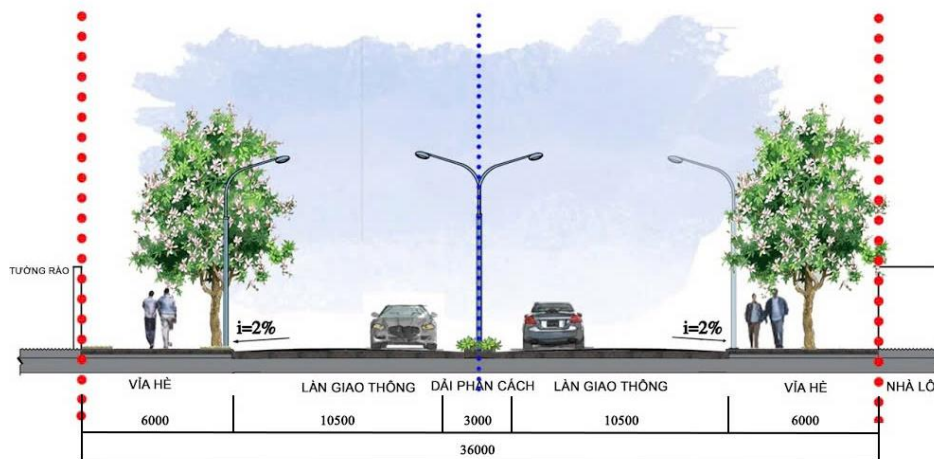 TƯỜNG RÀO
i=2% i=2%
VỈA HÈ LÀN GIAO THÔNG DẢI PHÂN CÁCH LÀN GIAO THÔNG VỈA HÈ NHÀ LÔ
6000 10500 3000 10500 6000
36000